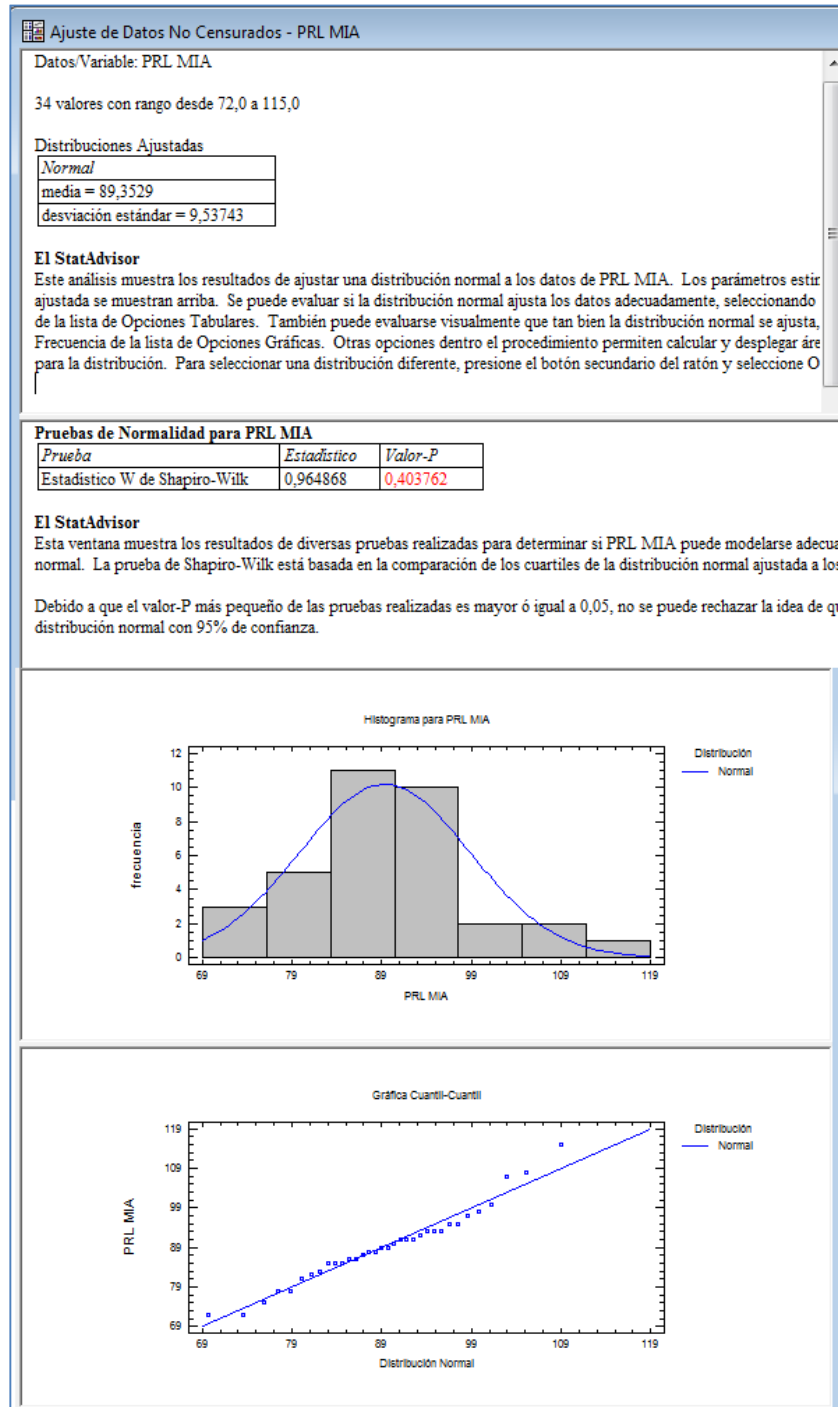 Ajuste de Datos No Censurados - PRL MIA
Datos/Variable: PRL MIA
34 valores con rango desde 72,0 a 115,0
Distribuciones Ajustadas
Normal
media = 89,3529
desviación estándar = 9,53743
El StatAdvisor
Este análisis muestra los resultados de ajustar una distribución normal a los datos de PRL MIA. Los parámetros estir
ajustada se muestran arriba. Se puede evaluar si la distribución normal ajusta los datos adecuadamente, seleccionando
de la lista de Opciones Tabulares. También puede evaluarse visualmente que tan bien la distribución normal se ajusta,
Frecuencia de la lista de Opciones Gráficas. Otras opciones dentro el procedimiento permiten calcular y desplegar áre
para la distribución. Para seleccionar una distribución diferente, presione el botón secundario del ratón y seleccione O
Pruebas de Normalidad para PRL MIA
Prueba Estadístico Valor-P
Estadístico W de Shapiro-Wilk 0,964868 0,403762
El StatAdvisor
Esta ventana muestra los resultados de diversas pruebas realizadas para determinar si PRL MIA puede modelarse adecua
normal. La prueba de Shapiro-Wilk está basada en la comparación de los cuartiles de la distribución normal ajustada a los
Debido a que el valor-P más pequeño de las pruebas realizadas es mayor ó igual a 0,05, no se puede rechazar la idea de qu
distribución normal con 95% de confianza.
Histograma para PRL MIA
Distribución
Normal
frecuencia
12
10
8
6
4
2
0
69 79 89 99 109 119
PRL MIA
Gráfica Cuantil-Cuantil
Distribución
Normal
PRL MIA
119
109
99
89
79
69
69 79 89 99 109 119
Distribución Normal